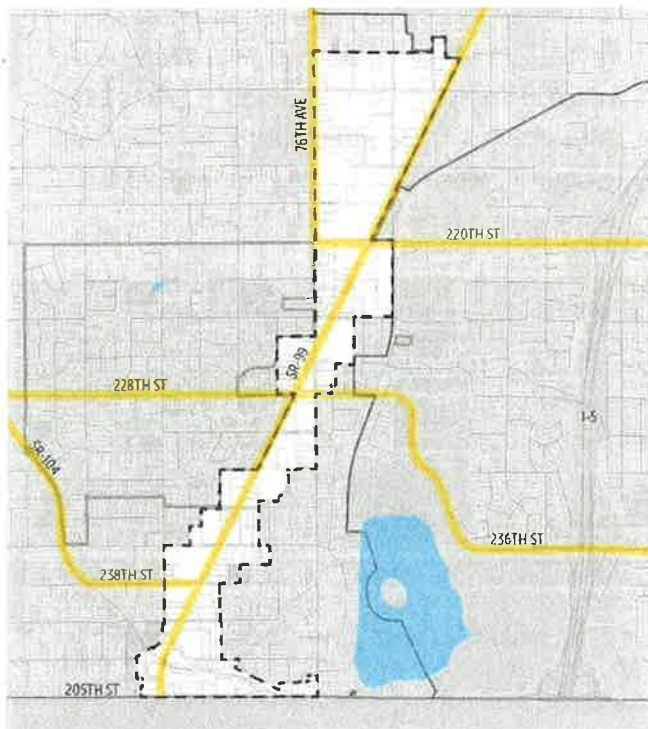 76TH AVE
220TH ST
SR-99
228TH ST
I-5
SR-104
236TH ST
238TH ST
205TH ST